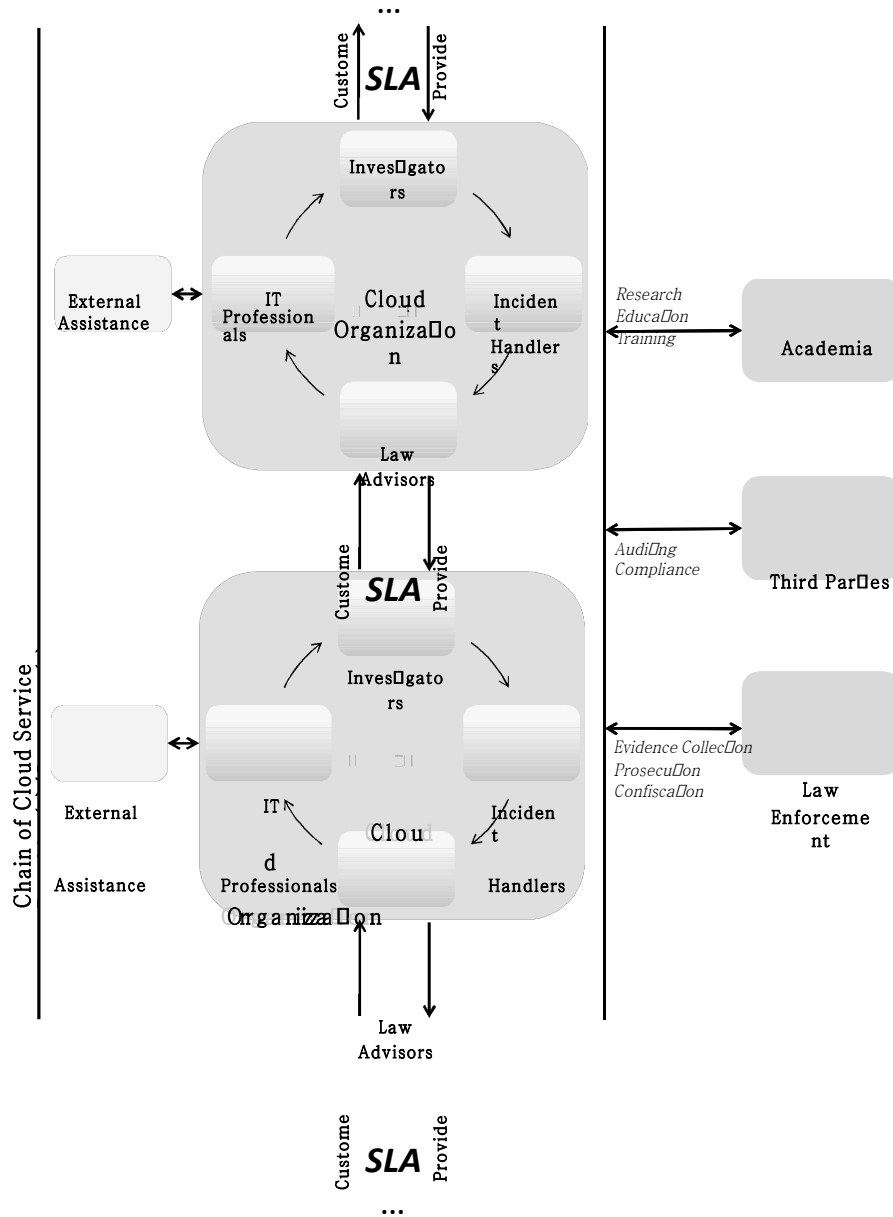 ...
Custome
SLA
Provide
Inves▯gato
rs
External
Assistance
IT
Profession
als
Cloud
Organiza▯o
n
Inciden
t
Handler
s
Law
Advisors
Research
Educa▯on
Training
Academia
Custome
SLA
Provide
Audi▯ng
Compliance
Third Par▯es
Inves▯gato
rs
Chain of Cloud Service
Evidence Collec▯on
Prosecu▯on
Confisca▯on
Law
Enforceme
nt
External
Assistance
IT
Professionals
Clou
d
Organiza▯on
Inciden
t
Handlers
Law
Advisors
Custome
SLA
Provide
...